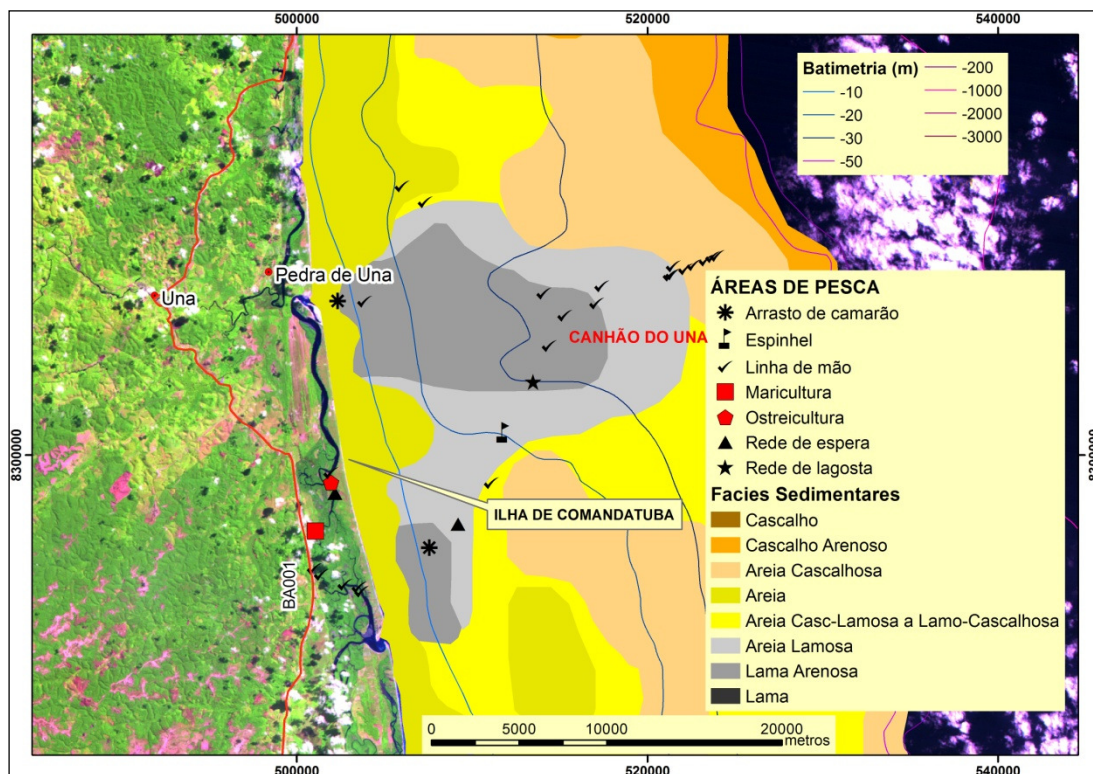 500000
520000
540000
Batimetria (m)
-10
-20
-30
-50
-200
-1000
-2000
-3000
Pedra de Una
Una
CANHÃO DO UNA
ÁREAS DE PESCA
Arrasto de camarão
Espinhel
Linha de mão
Maricultura
Ostreicultura
Rede de espera
Rede de lagosta
Facies Sedimentares
Cascalho
Cascalho Arenoso
Areia Cascalhosa
Areia
Areia Casc-Lamosa a Lamo-Cascalhosa
Areia Lamosa
Lama Arenosa
Lama
8300000
8300000
ILHA DE COMANDATUBA
BA001
0 5000 10000 20000
metros
500000
520000
540000